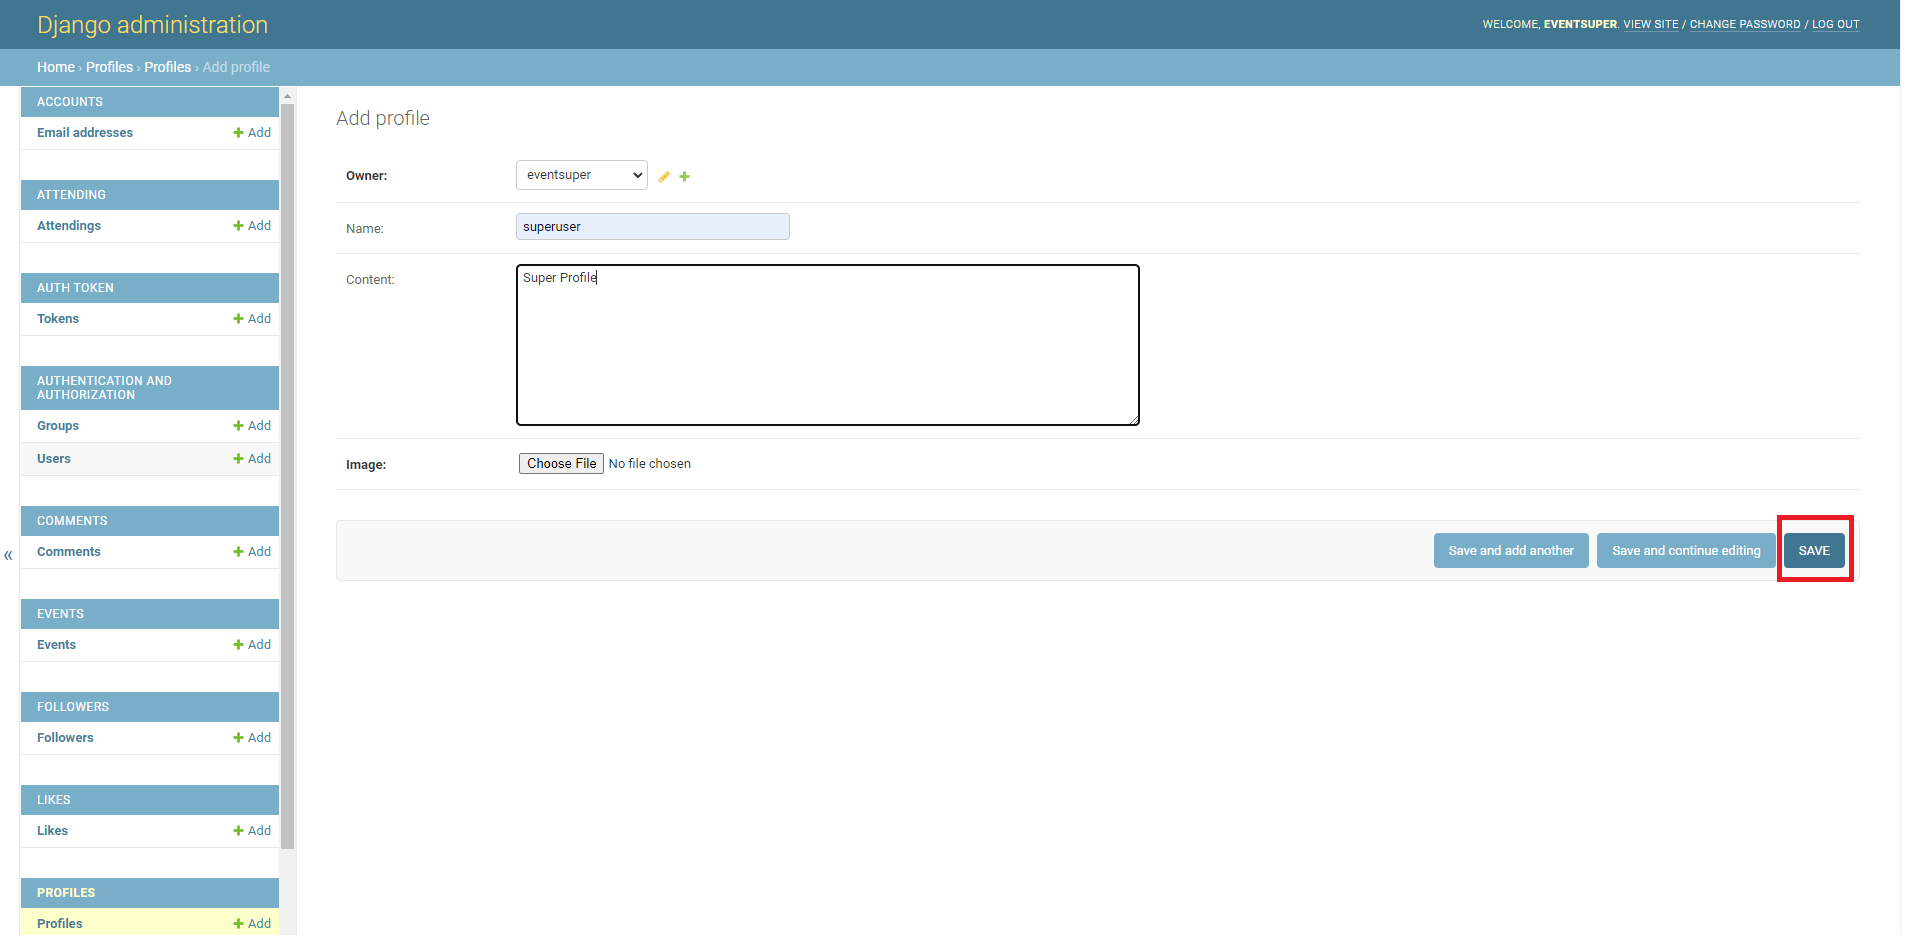 Django administration
WELCOME, EVENTSUPER. VIEW SITE / CHANGE PASSWORD / LOG OUT
Home › Profiles › Profiles › Add profile
ACCOUNTS
Email addresses + Add
ATTENDING
Attendings + Add
AUTH TOKEN
Tokens + Add
AUTHENTICATION AND
AUTHORIZATION
Groups + Add
Users + Add
COMMENTS
Comments + Add
EVENTS
Events + Add
FOLLOWERS
Followers + Add
LIKES
Likes + Add
PROFILES
Profiles + Add
«
Add profile
Owner: eventsuper
Name: superuser
Content: Super Profile
Image: Choose File No file chosen
Save and add another Save and continue editing SAVE